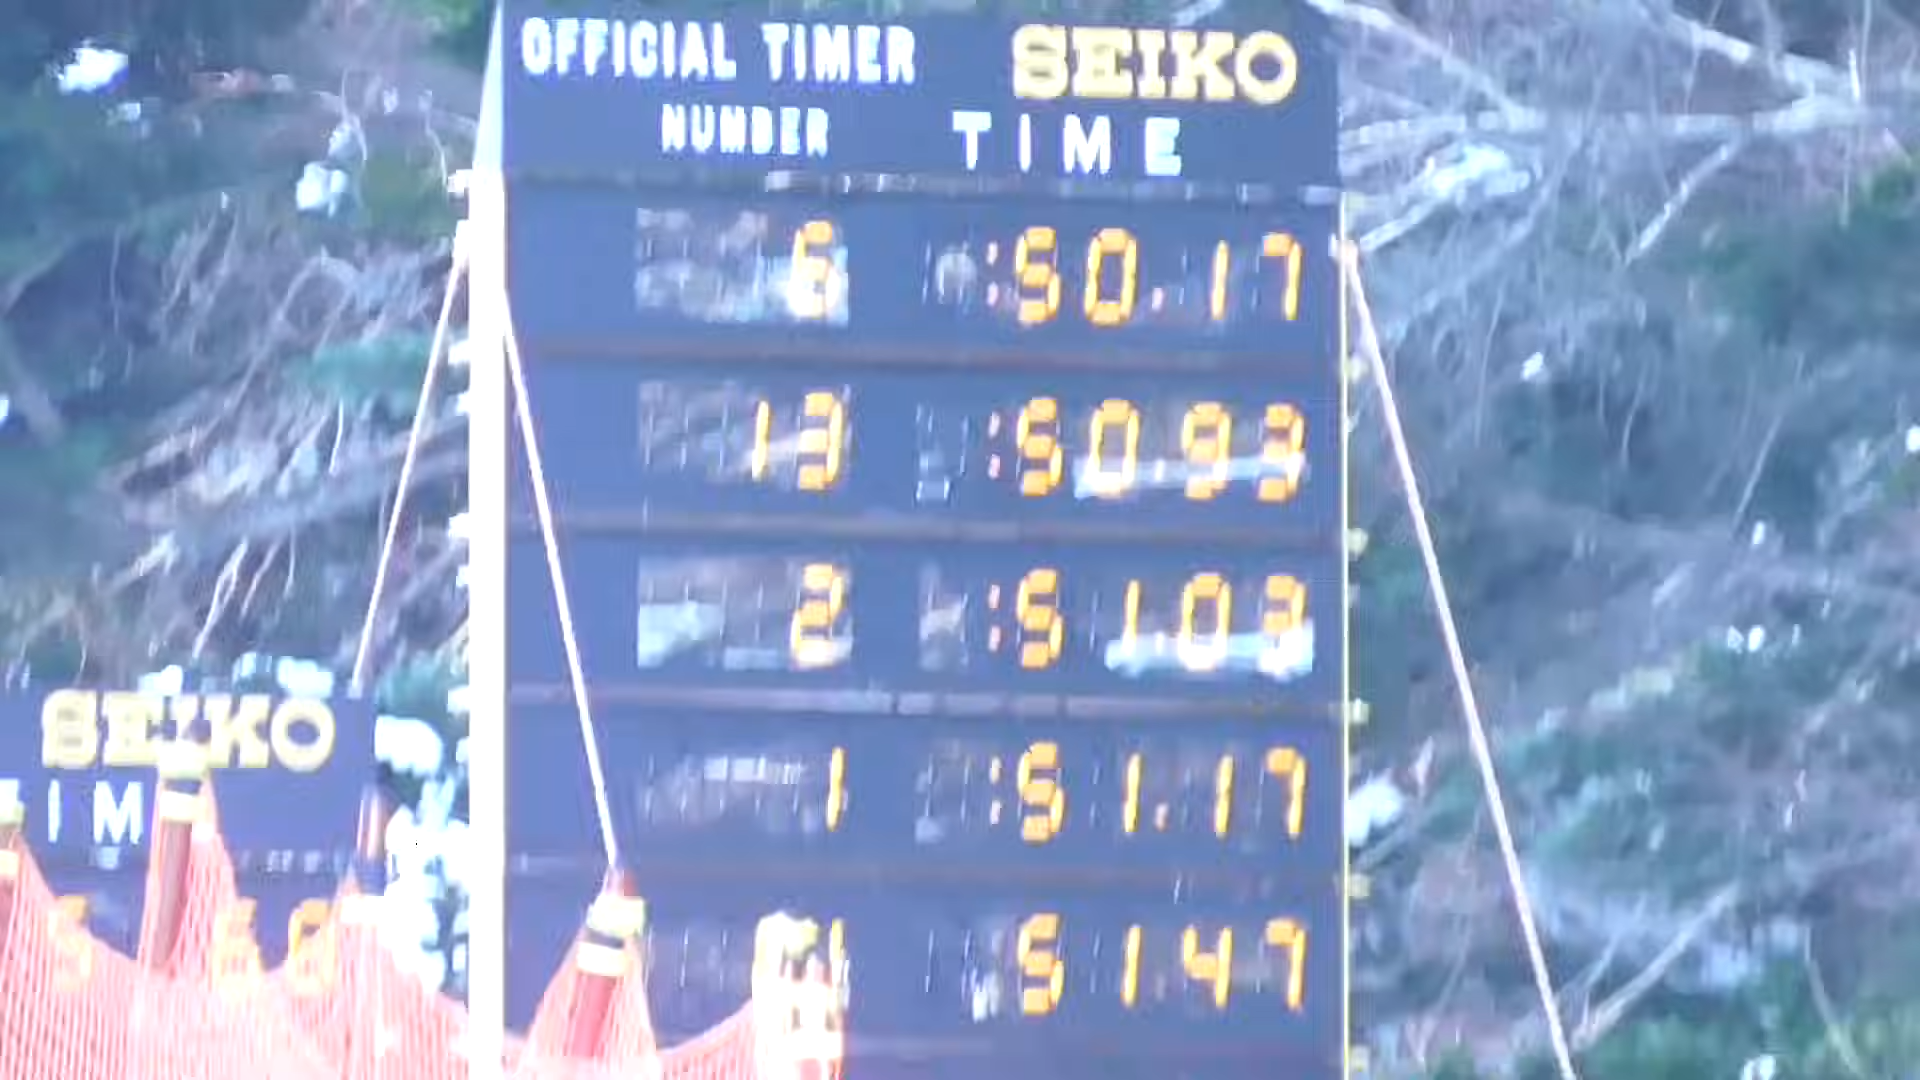 OFFICIAL TIMER SEIKO
NUMBER TIME
6 :50.17
13 :50.93
2 :51.03
1 :51.17
51.47
SEIKO